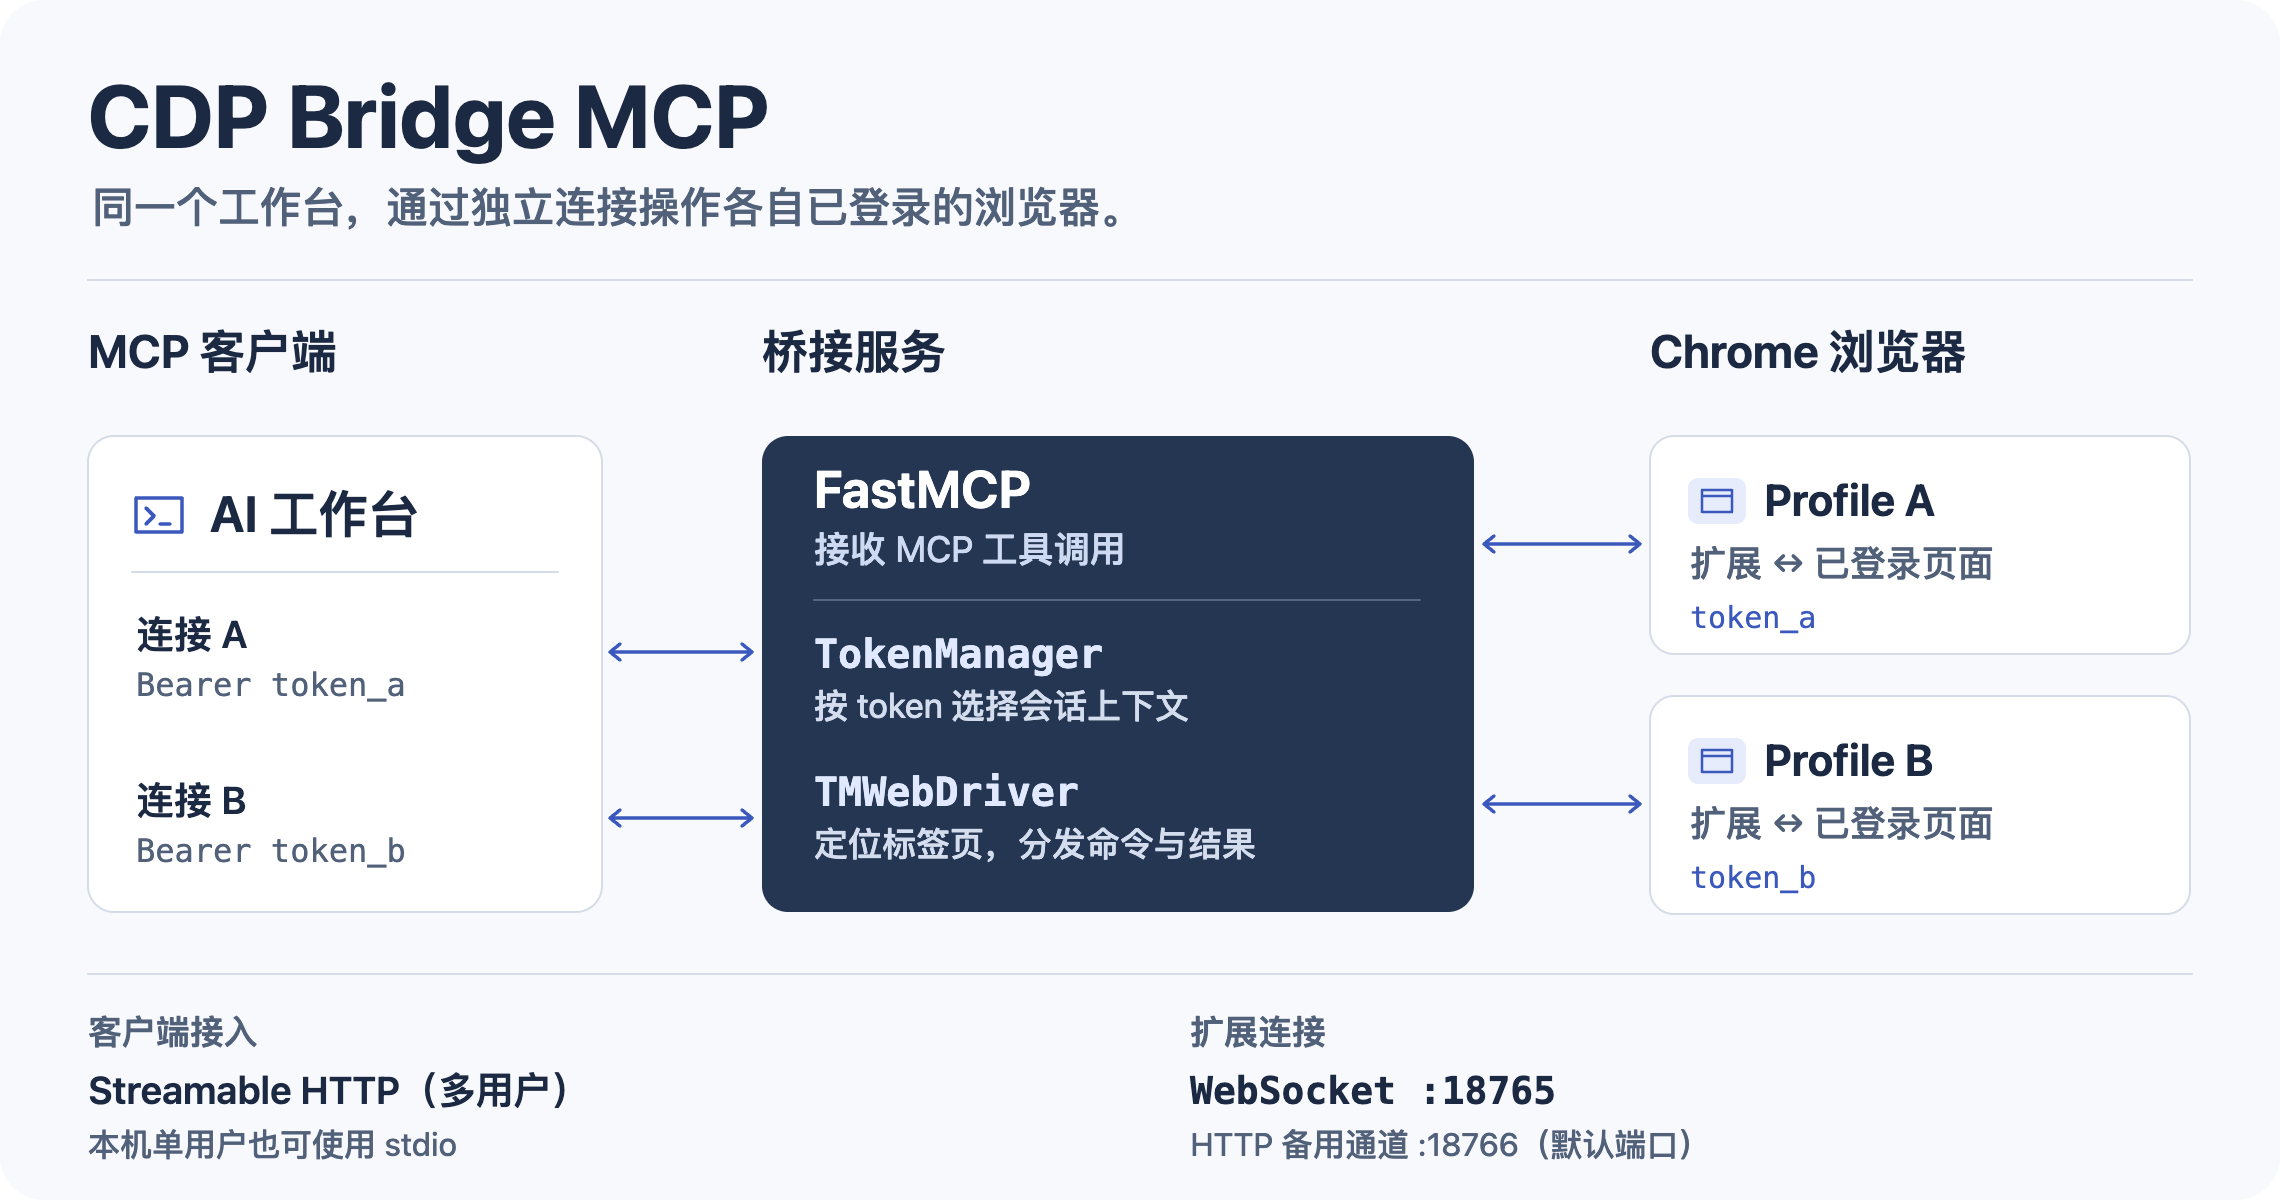 CDP Bridge MCP
同一个工作台，通过独立连接操作各自已登录的浏览器。
MCP 客户端
AI 工作台
连接 A
Bearer token_a
连接 B
Bearer token_b
桥接服务
FastMCP
接收 MCP 工具调用
TokenManager
按 token 选择会话上下文
TMWebDriver
定位标签页，分发命令与结果
Chrome 浏览器
Profile A
扩展 ↔ 已登录页面
token_a
Profile B
扩展 ↔ 已登录页面
token_b
客户端接入
Streamable HTTP（多用户）
本机单用户也可使用 stdio
扩展连接
WebSocket :18765
HTTP 备用通道 :18766（默认端口）